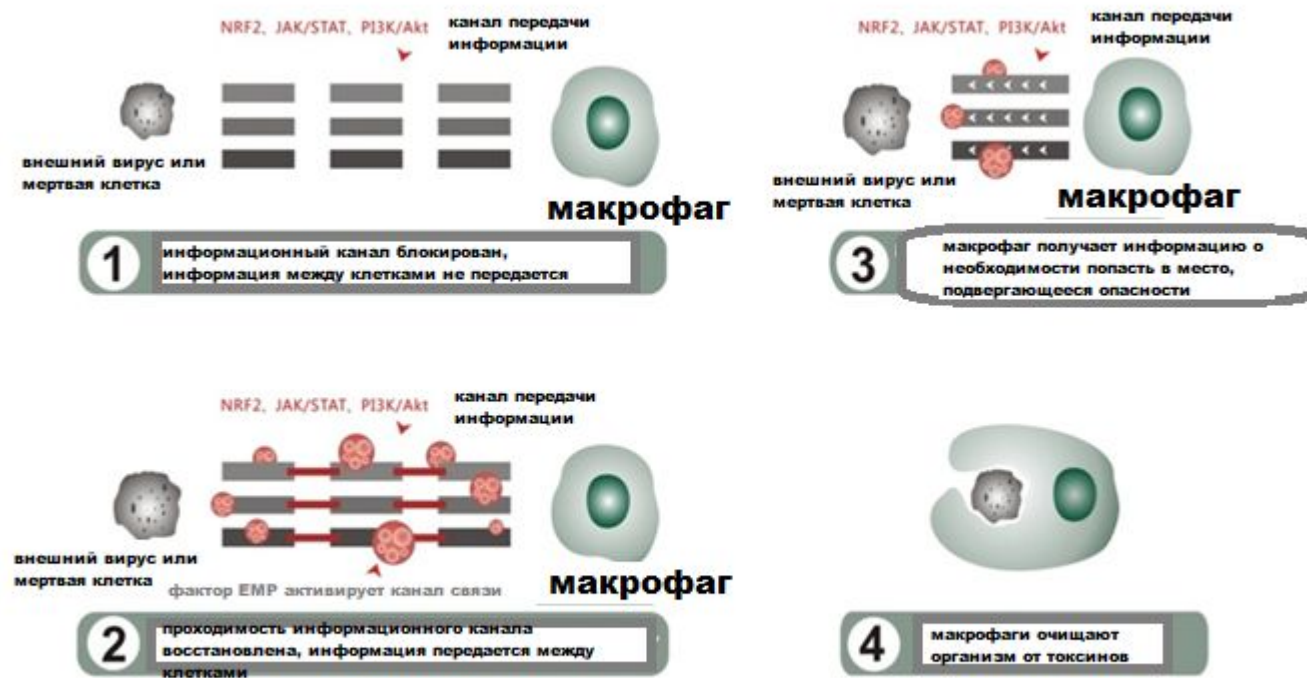 NRF2, JAK/STAT, PI3K/Akt
канал передачи
информации
внешний вирус или
мертвая клетка
макрофаг
1
информационный канал блокирован,
информация между клетками не передается
NRF2, JAK/STAT, PI3K/Akt
канал передачи
информации
внешний вирус или
мертвая клетка
фактор EMP активирует канал связи
макрофаг
2
проходимость информационного канала
восстановлена, информация передается между
клетками
NRF2, JAK/STAT, PI3K/Akt
канал передачи
информации
внешний вирус или
мертвая клетка
макрофаг
3
макрофаг получает информацию о
необходимости попасть в место,
подвергающееся опасности
4
макрофаги очищают
организм от токсинов